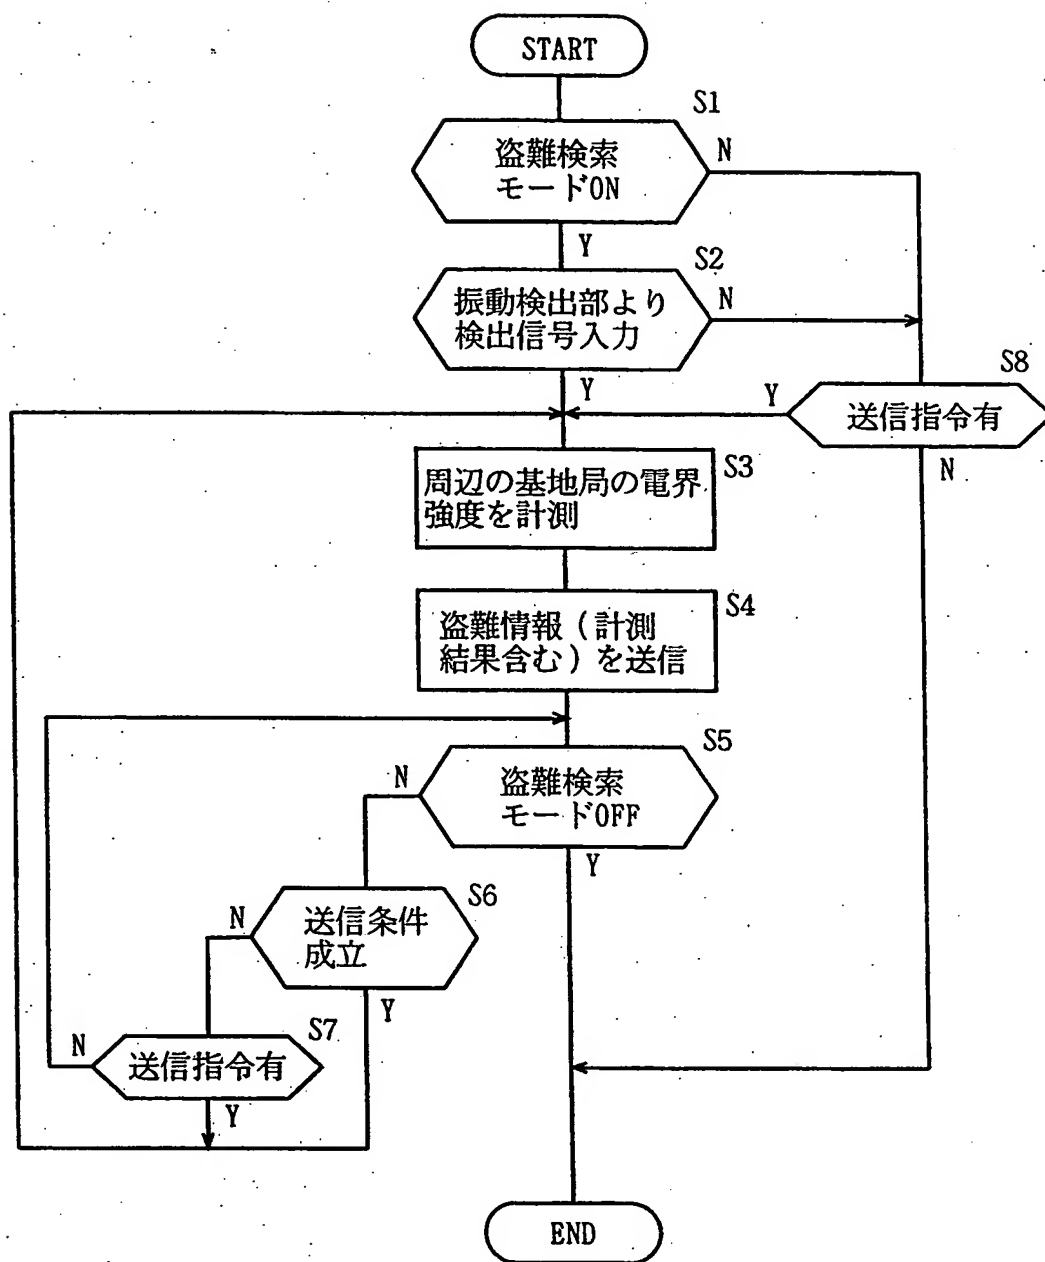 START
S1
盗難検索
モードON
N
Y
S2
振動検出部より
検出信号入力
N
Y
S8
送信指令有
Y
N
S3
周辺の基地局の電界
強度を計測
S4
盗難情報(計測
結果含む)を送信
S5
盗難検索
モードOFF
N
Y
S6
送信条件
成立
N
Y
S7
送信指令有
N
Y
END